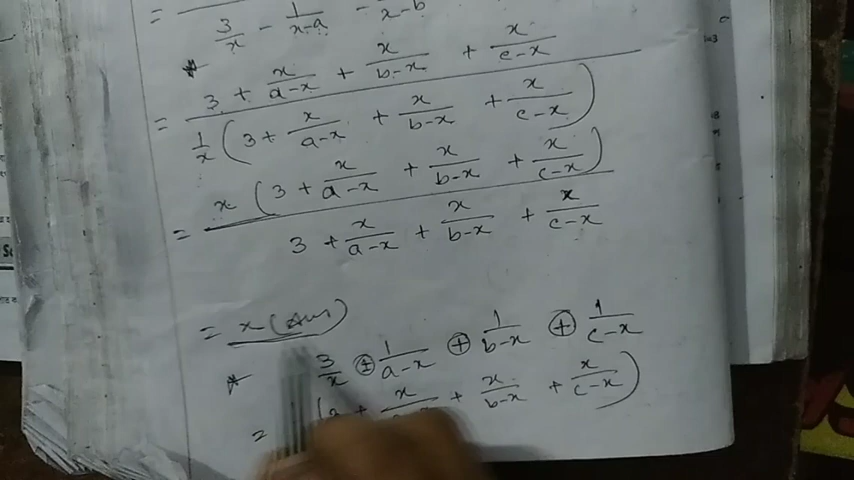 = 3/x - 1/(x-a) - /(x-b)
* = (3 + x/(a-x) + x/(b-x) + x/(c-x)) / (1/x (3 + x/(a-x) + x/(b-x) + x/(c-x)))
= x (3 + x/(a-x) + x/(b-x) + x/(c-x)) / (3 + x/(a-x) + x/(b-x) + x/(c-x))
= x (Ans)
* 3/x ± 1/(a-x) + 1/(b-x) + 1/(c-x)
= ( + x/ + x/(b-x) + x/(c-x))